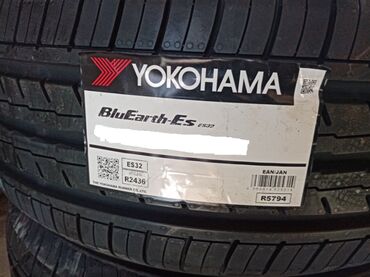 YOKOHAMA
BluEarth-Es ES32
ES32
R2436
EAN/JAN
R5794
THE YOKOHAMA RUBBER CO.,LTD.